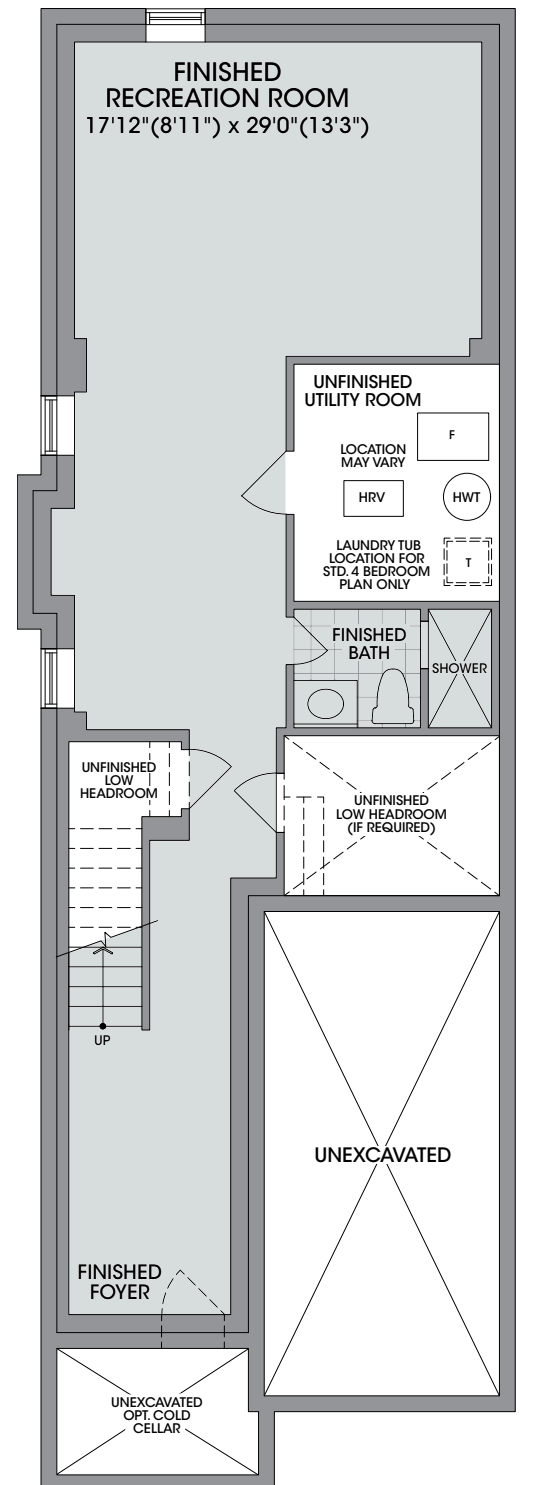 FINISHED
RECREATION ROOM
17'12"(8'11") x 29'0"(13'3")
UNFINISHED
UTILITY ROOM
F
LOCATION
MAY VARY
HRV
HWT
LAUNDRY TUB
LOCATION FOR
STD. 4 BEDROOM
PLAN ONLY
T
FINISHED
BATH
SHOWER
UNFINISHED
LOW
HEADROOM
UNFINISHED
LOW HEADROOM
(IF REQUIRED)
UP
UNEXCAVATED
FINISHED
FOYER
UNEXCAVATED
OPT. COLD
CELLAR